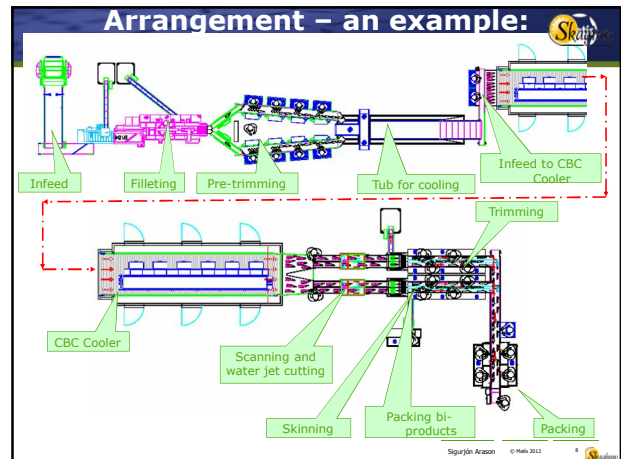 Arrangement – an example:
Skaginn
Infeed
Filleting
Pre-trimming
Tub for cooling
Infeed to CBC
Cooler
Trimming
CBC Cooler
Scanning and
water jet cutting
Skinning
Packing bi-
products
Packing
Sigurjón Arason © Matís 2012 8